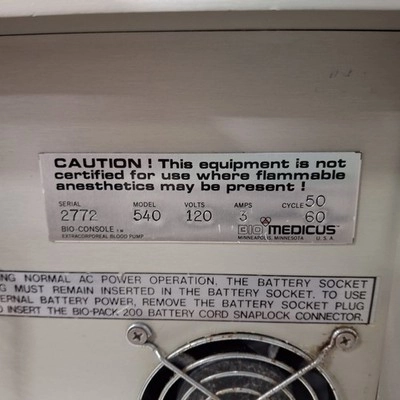 CAUTION ! This equipment is not
certified for use where flammable
anesthetics may be present !
SERIAL MODEL VOLTS AMPS CYCLE 50
2772 540 120 3 60
BIO-CONSOLE TM BIO MEDICUS
EXTRACORPOREAL BLOOD PUMP MINNEAPOLIS, MINNESOTA U.S.A.
NG NORMAL AC POWER OPERATION, THE BATTERY SOCKET
G MUST REMAIN INSERTED IN THE BATTERY SOCKET. TO USE
ERNAL BATTERY POWER, REMOVE THE BATTERY SOCKET PLUG
D INSERT THE BIO-PACK 200 BATTERY CORD SNAPLOCK CONNECTOR.